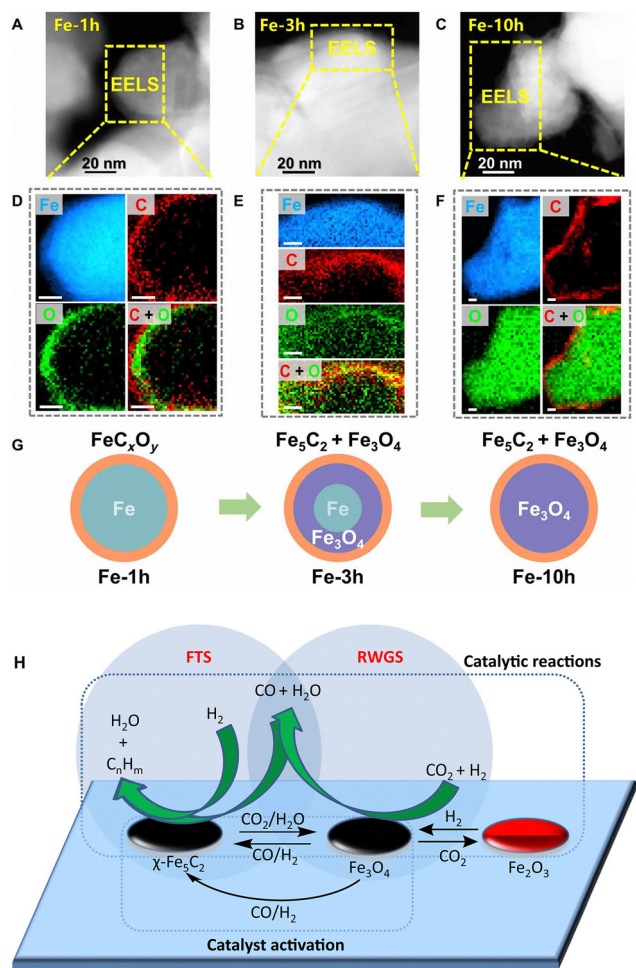 A
Fe-1h
EELS
20 nm
B
Fe-3h
EELS
20 nm
C
Fe-10h
EELS
20 nm
D
Fe
C
O
C + O
E
Fe
C
O
C + O
F
Fe
C
O
C + O
G
FeCxOy
Fe5C2 + Fe3O4
Fe5C2 + Fe3O4
Fe
Fe
Fe3O4
Fe3O4
Fe-1h
Fe-3h
Fe-10h
H
FTS
RWGS
Catalytic reactions
CO + H2O
H2
H2O
+
CnHm
CO2 + H2
CO2/H2O
H2
CO/H2
CO2
χ-Fe5C2
Fe3O4
Fe2O3
CO/H2
Catalyst activation